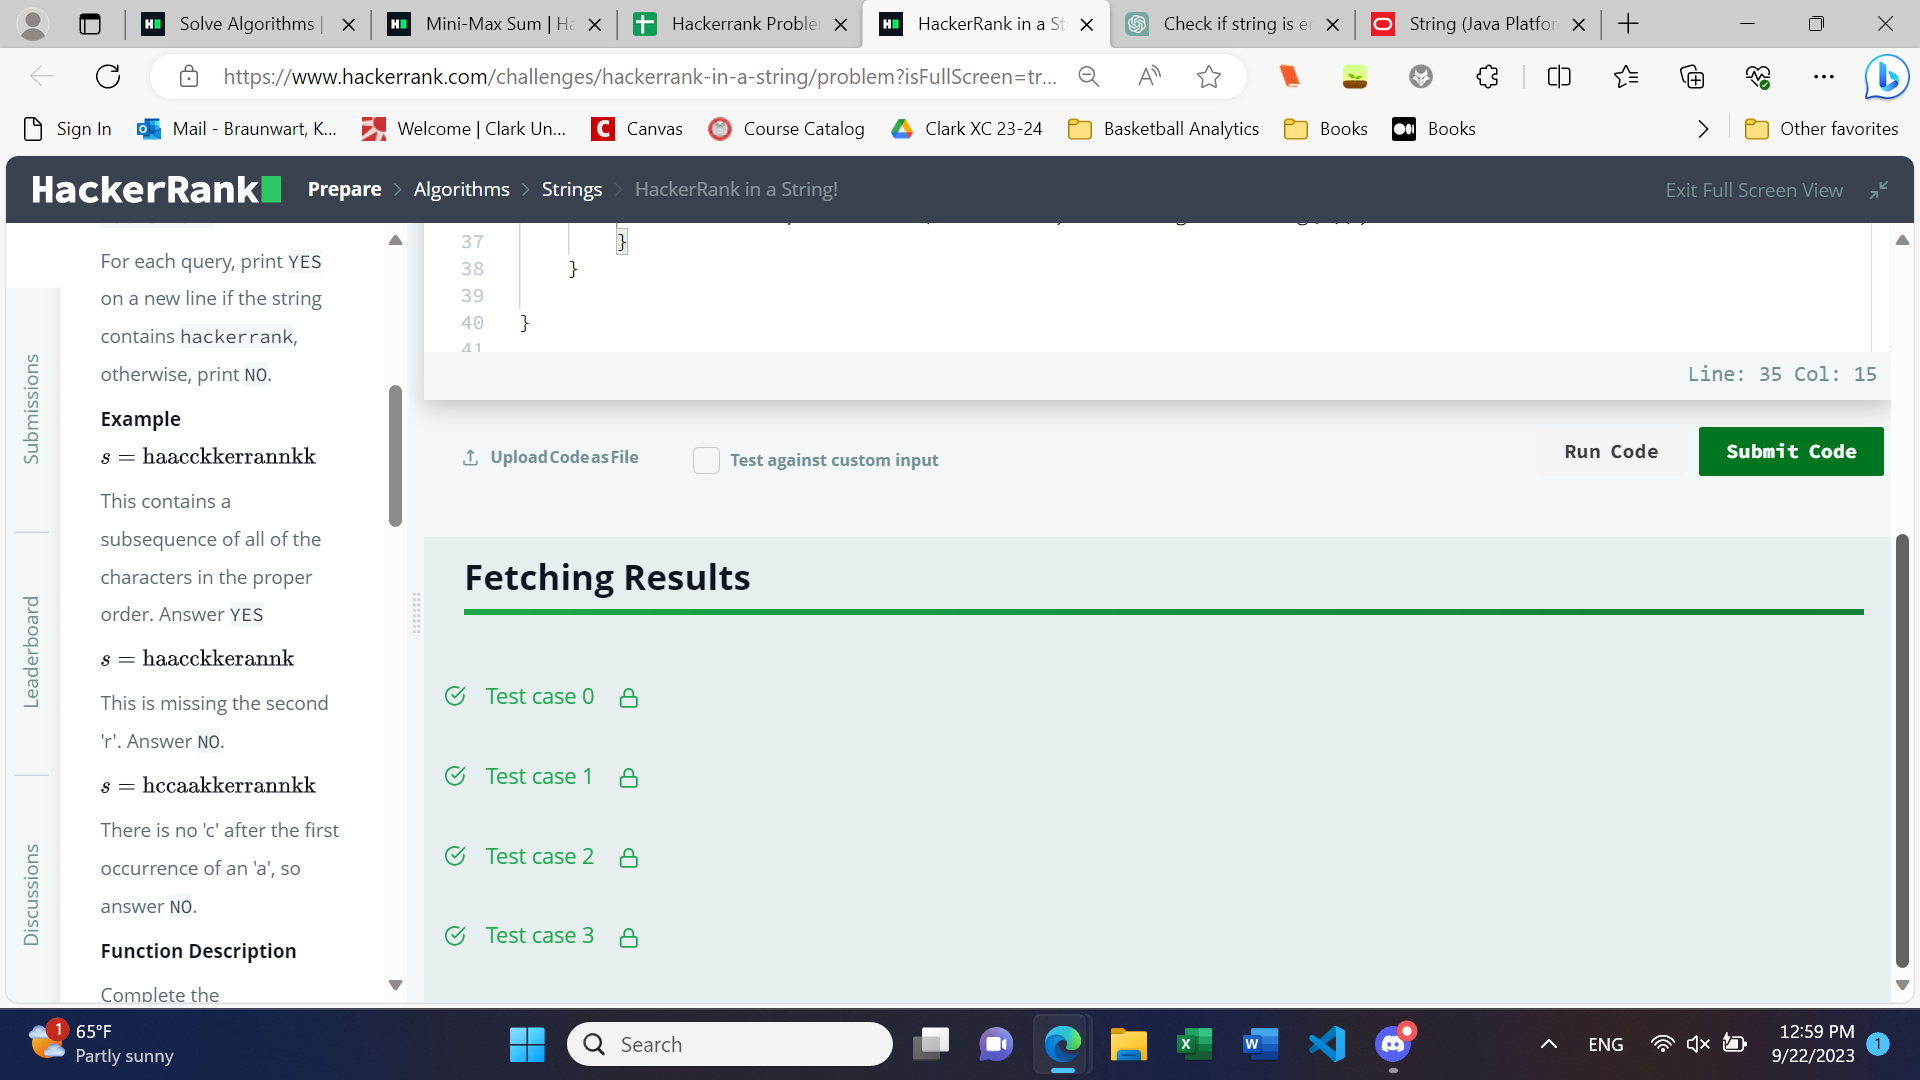 Solve Algorithms |
Mini-Max Sum | Ha
Hackerrank Proble
HackerRank in a St
Check if string is e
String (Java Platfor
https://www.hackerrank.com/challenges/hackerrank-in-a-string/problem?isFullScreen=tr...
Sign In
Mail - Braunwart, K...
Welcome | Clark Un...
Canvas
Course Catalog
Clark XC 23-24
Basketball Analytics
Books
Books
Other favorites
HackerRank
Prepare
Algorithms
Strings
HackerRank in a String!
Exit Full Screen View
Submissions
Leaderboard
Discussions
For each query, print YES
on a new line if the string
contains hackerrank,
otherwise, print NO.
Example
s = haacckkerrannkk
This contains a
subsequence of all of the
characters in the proper
order. Answer YES
s = haacckkerannk
This is missing the second
'r'. Answer NO.
s = hccaakkerrannkk
There is no 'c' after the first
occurrence of an 'a', so
answer NO.
Function Description
Complete the
37 }
38 }
39
40 }
41
Line: 35 Col: 15
Upload Code as File
Test against custom input
Run Code
Submit Code
Fetching Results
Test case 0
Test case 1
Test case 2
Test case 3
1
65°F
Partly sunny
Search
ENG
12:59 PM
9/22/2023
1